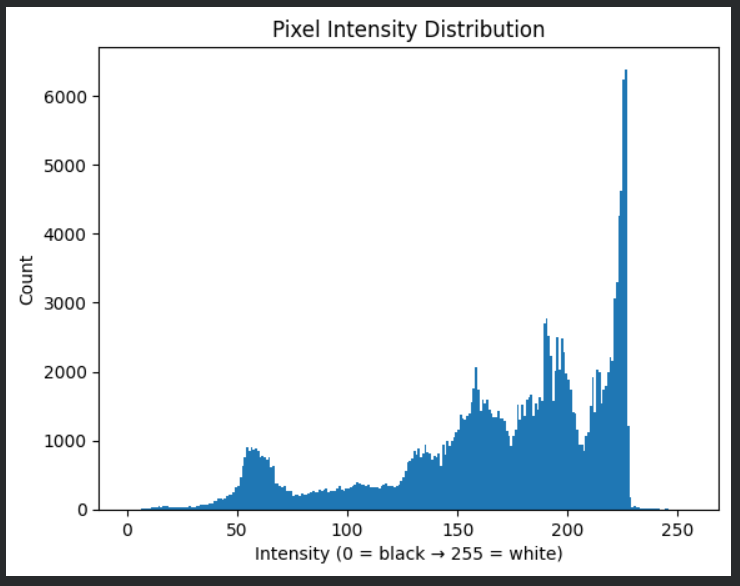 Pixel Intensity Distribution
6000
5000
4000
3000
2000
1000
0
Count
0 50 100 150 200 250
Intensity (0 = black → 255 = white)